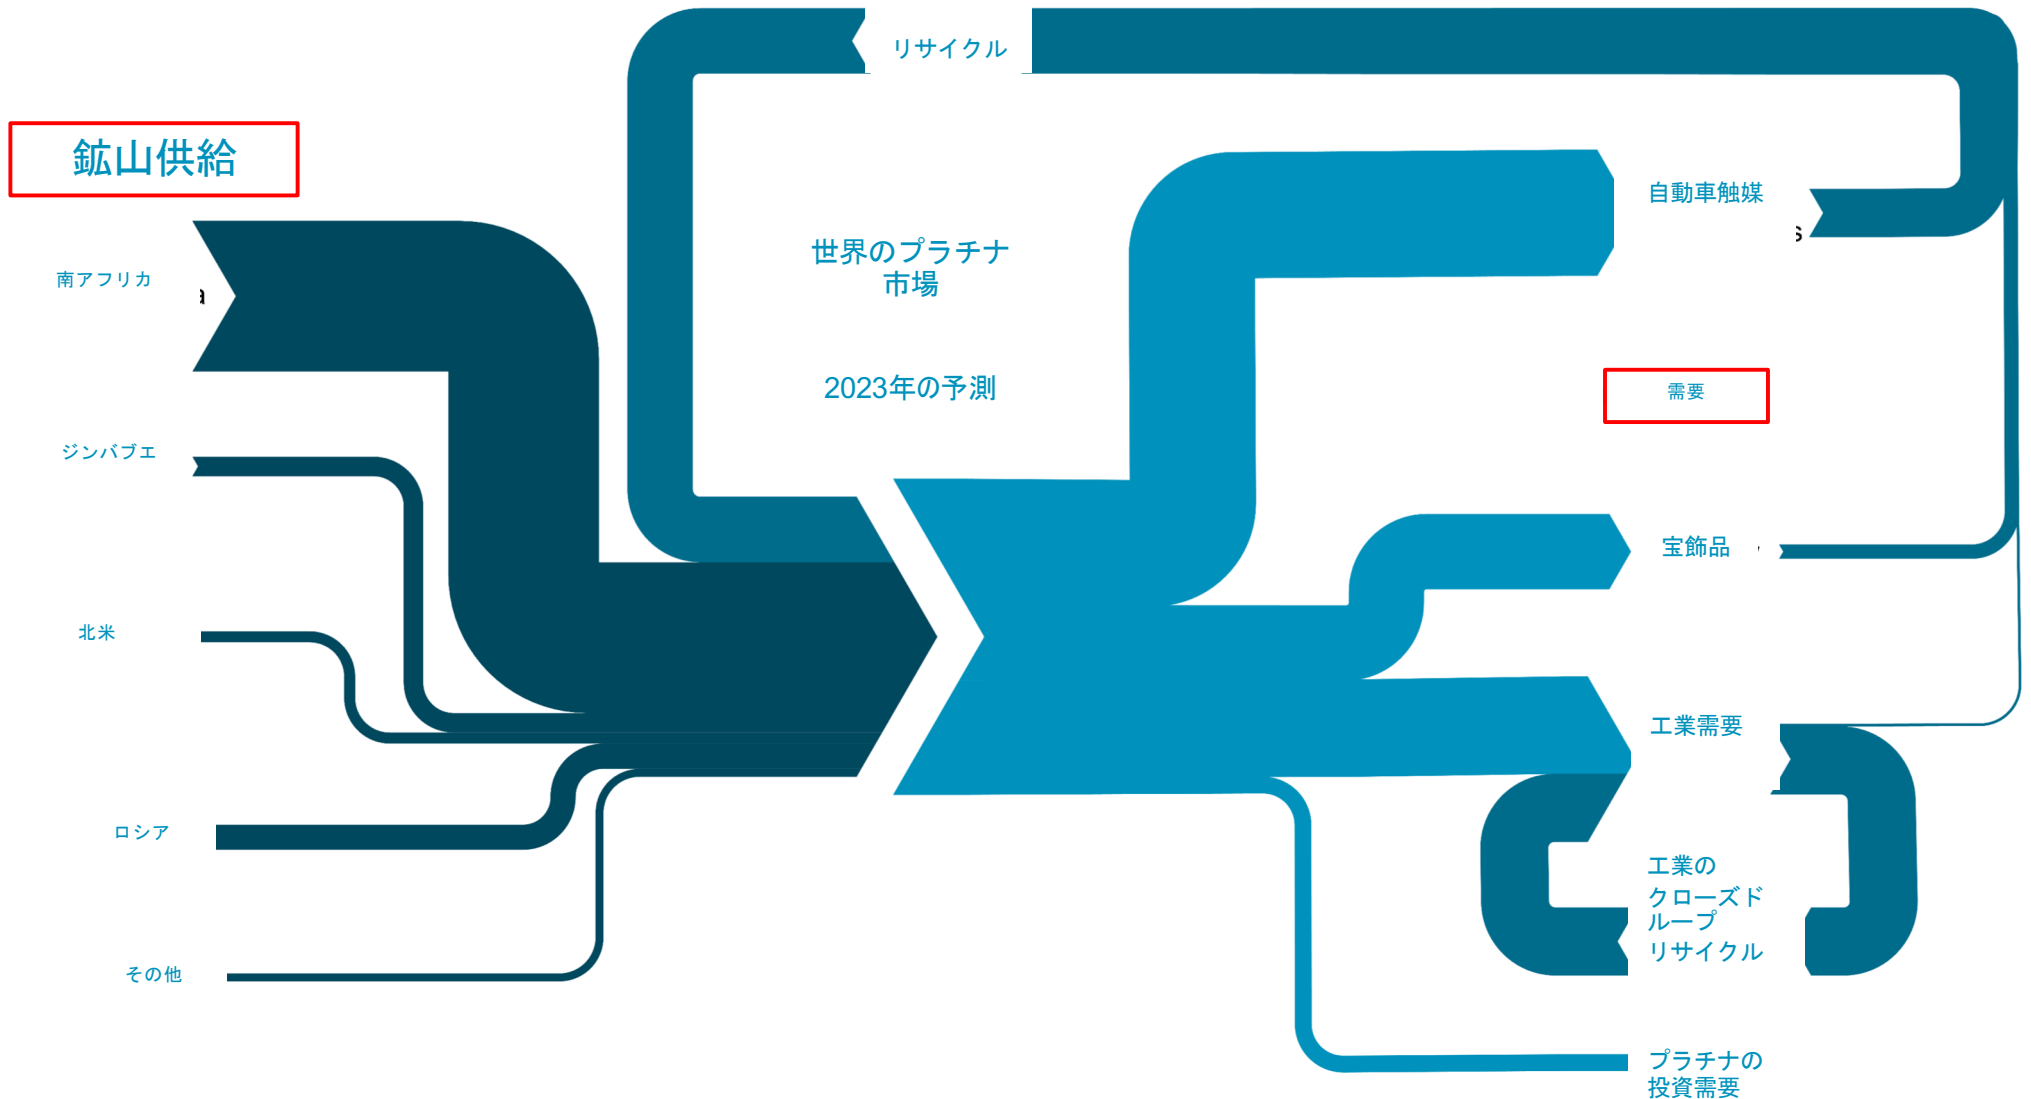 リサイクル
鉱山供給
南アフリカ
a
ジンバブエ
北米
ロシア
その他
世界のプラチナ
市場
2023年の予測
自動車触媒
s
需要
宝飾品
工業需要
工業の
クローズド
ループ
リサイクル
プラチナの
投資需要